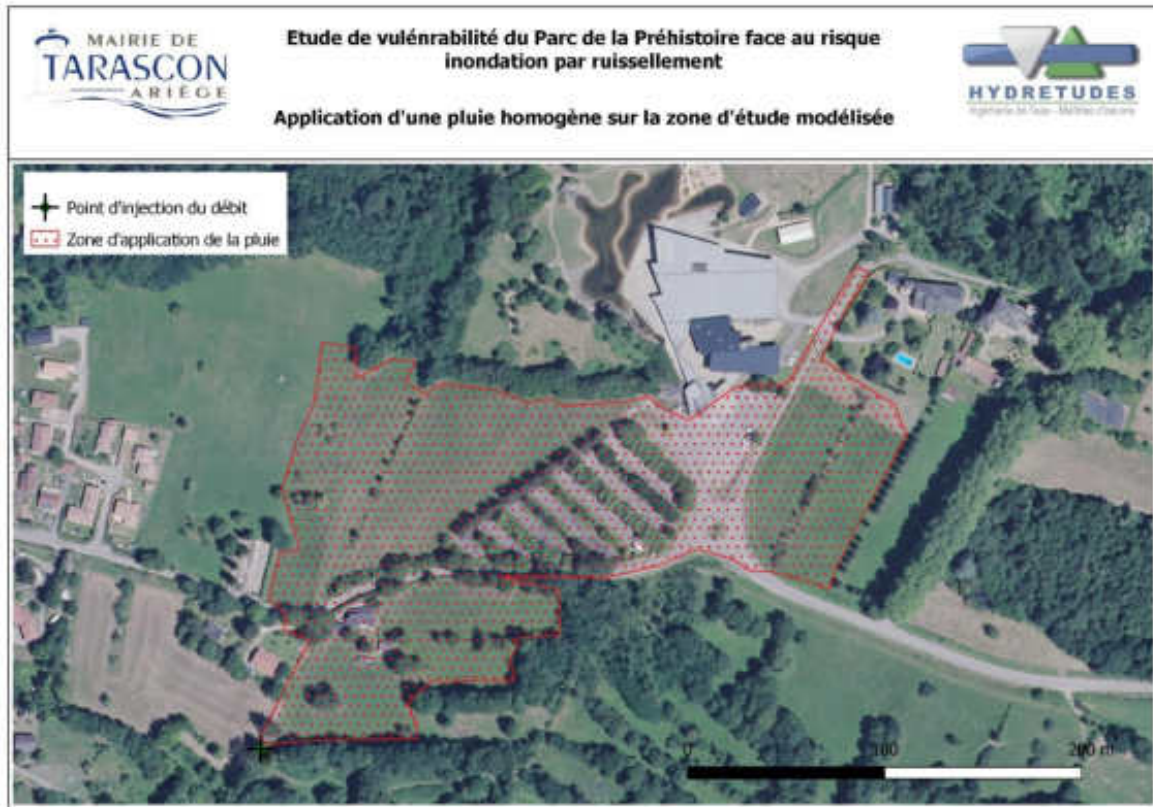 MAIRIE DE
TARASCON
ARIÈGE
Etude de vulénrabilité du Parc de la Préhistoire face au risque
inondation par ruissellement
Application d'une pluie homogène sur la zone d'étude modélisée
HYDRETUDES
Point d'injection du débit
Zone d'application de la pluie
0 100 200 m